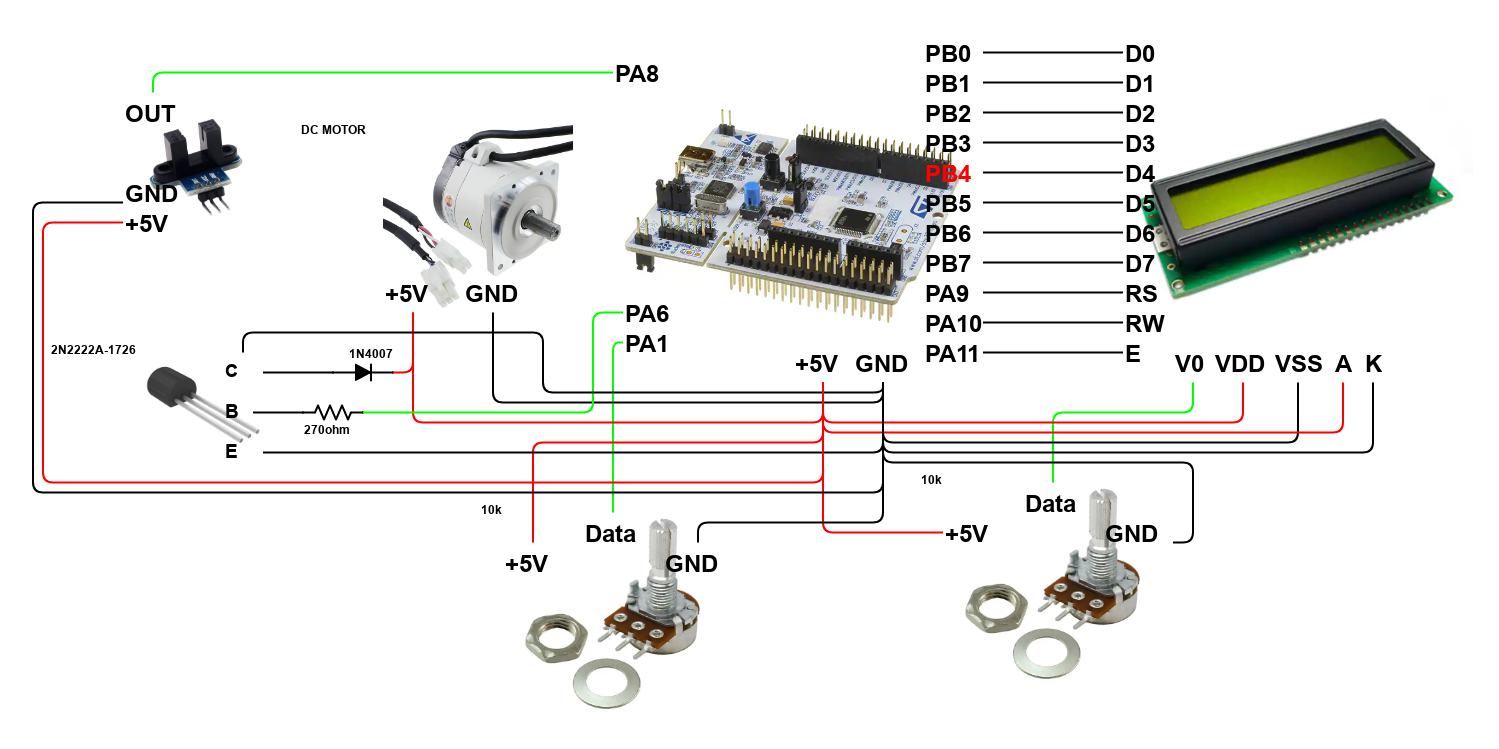 PB0 D0
PA8
PB1 D1
OUT
PB2 D2
DC MOTOR
PB3 D3
PB4 D4
GND
PB5 D5
+5V
PB6 D6
PB7 D7
+5V GND
PA9 RS
PA6
PA10 RW
PA1
2N2222A-1726
1N4007
PA11 E
+5V GND
V0 VDD VSS A K
C
B
270ohm
E
10k
10k
Data
Data
+5V
GND
+5V
GND